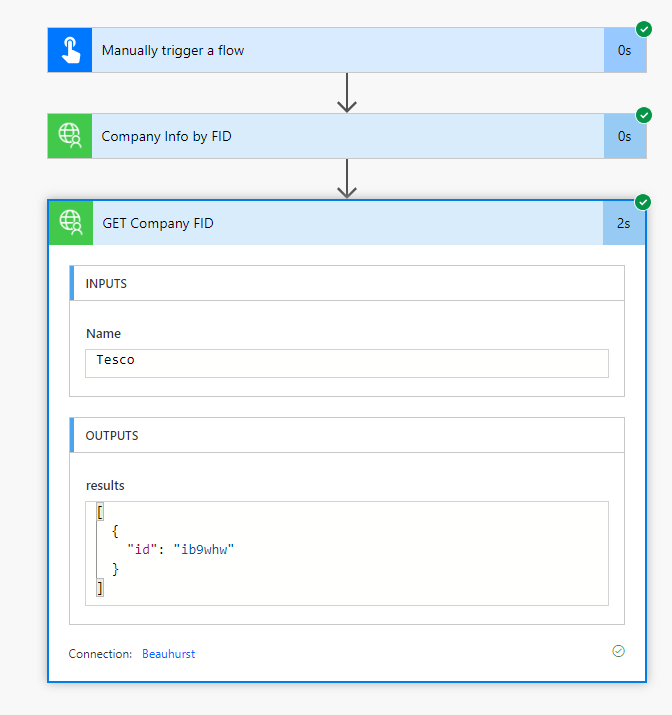 Manually trigger a flow
0s
Company Info by FID
0s
GET Company FID
2s
INPUTS
Name
Tesco
OUTPUTS
results
[
{
"id": "ib9whw"
}
]
Connection: Beauhurst